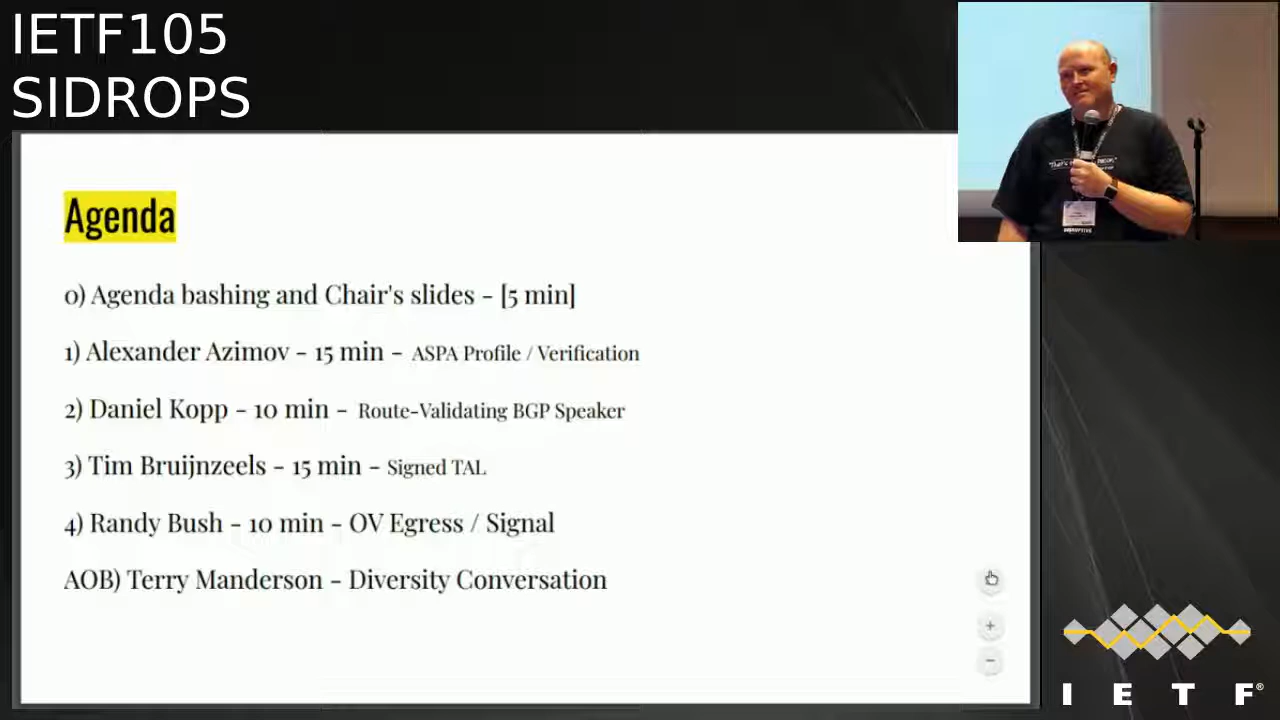 IETF105
SIDROPS
Agenda
0) Agenda bashing and Chair's slides - [5 min]
1) Alexander Azimov - 15 min - ASPA Profile / Verification
2) Daniel Kopp - 10 min - Route-Validating BGP Speaker
3) Tim Bruijnzeels - 15 min - Signed TAL
4) Randy Bush - 10 min - OV Egress / Signal
AOB) Terry Manderson - Diversity Conversation
"That's
I E T F®